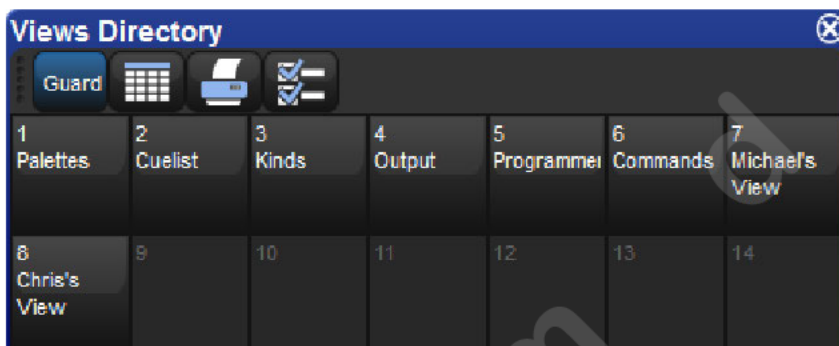 Views Directory
Guard
1 2 3 4 5 6 7
Palettes Cuelist Kinds Output Programmer Commands Michael's
View
8 9 10 11 12 13 14
Chris's
View